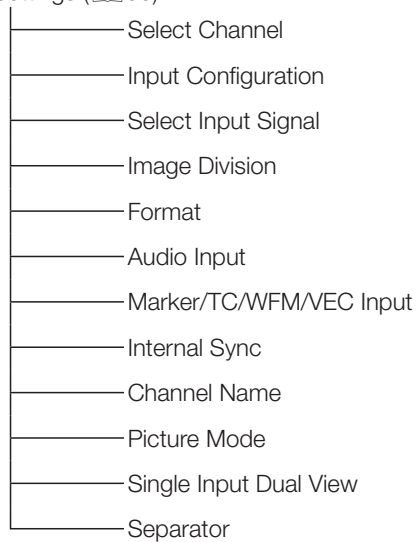 Select Channel
Input Configuration
Select Input Signal
Image Division
Format
Audio Input
Marker/TC/WFM/VEC Input
Internal Sync
Channel Name
Picture Mode
Single Input Dual View
Separator